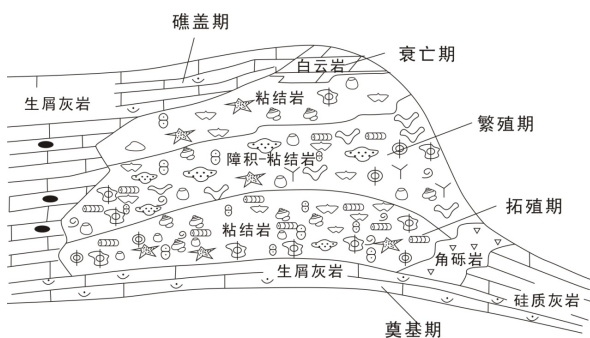 礁盖期
衰亡期
白云岩
生屑灰岩
粘结岩
繁殖期
障积-粘结岩
拓殖期
粘结岩
角砾岩
生屑灰岩
硅质灰岩
奠基期